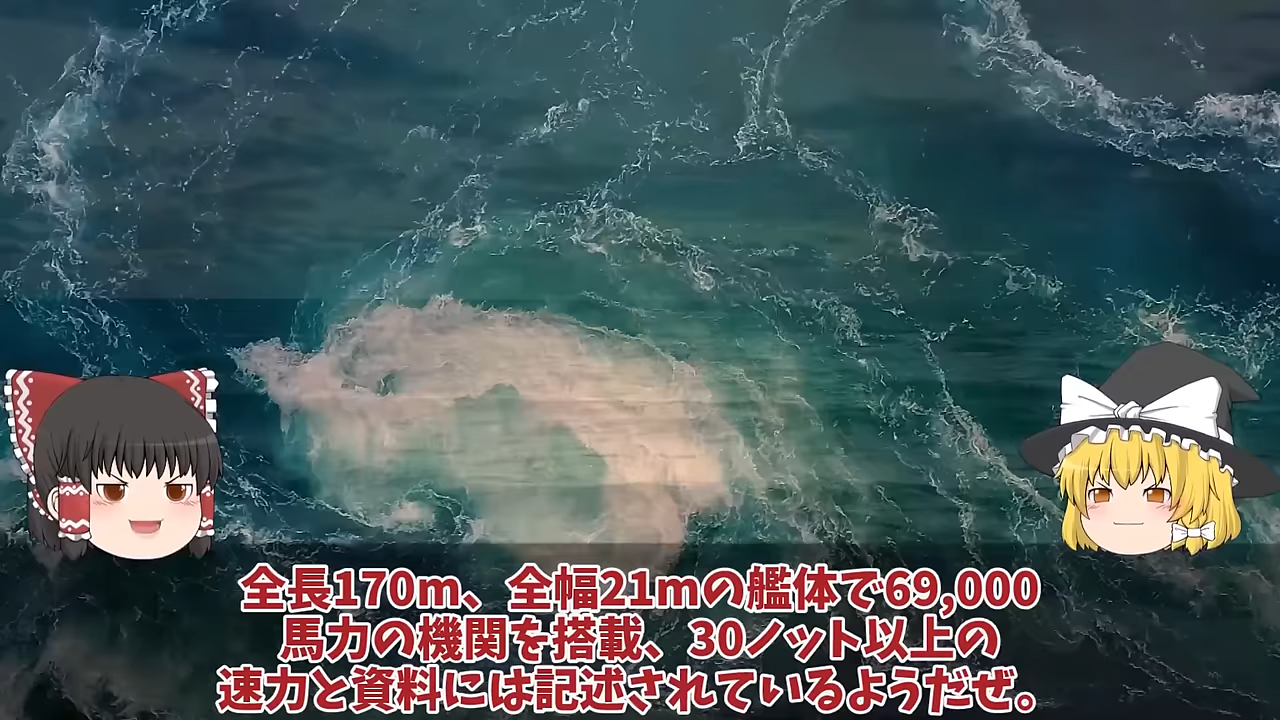 全長170m、全幅21mの艦体で69,000
馬力の機関を搭載、30ノット以上の
速力と資料には記述されているようだぜ。